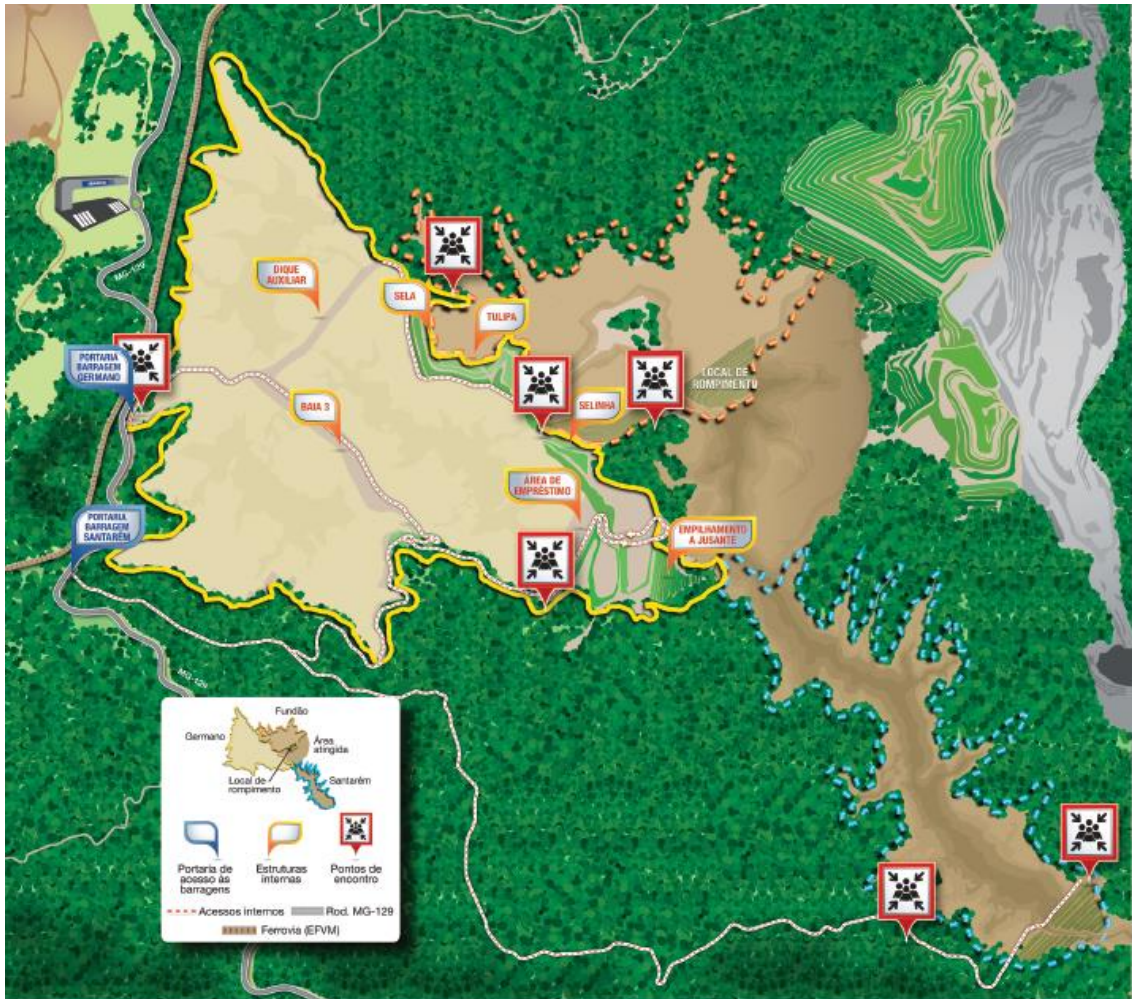 MG-129
DIQUE
AUXILIAR
SELA
TULIPA
PORTARIA
BARRAGEM
GERMANO
LOCAL DE
ROMPIMENTO
BAIA 3
SELINHA
ÁREA DE
EMPRÉSTIMO
PORTARIA
BARRAGEM
SANTARÉM
EMPILHAMENTO
A JUSANTE
MG-129
Fundão
Germano
Área
atingida
Local de
rompimento
Santarém
Portaria de
acesso às
barragens
Estruturas
internas
Pontos de
encontro
Acessos internos
Rod. MG-129
Ferrovia (EFVM)